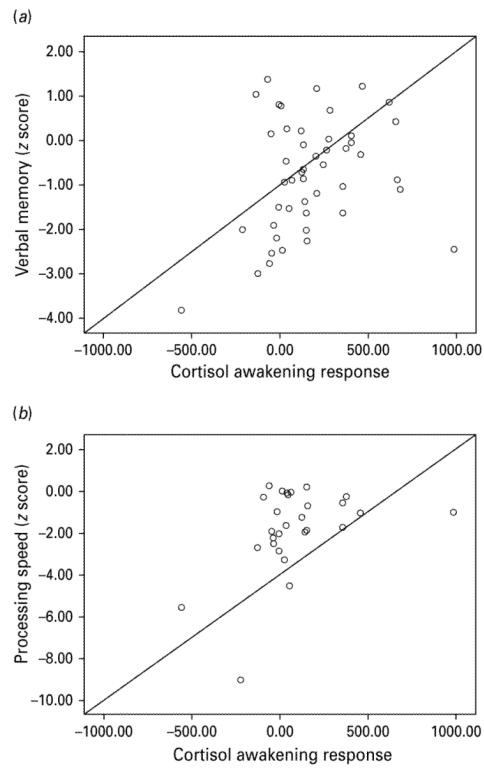 (a)
2.00
1.00
0.00
−1.00
−2.00
−3.00
−4.00
Verbal memory (z score)
−1000.00 −500.00 0.00 500.00 1000.00
Cortisol awakening response
(b)
2.00
0.00
−2.00
−4.00
−6.00
−8.00
−10.00
Processing speed (z score)
−1000.00 −500.00 0.00 500.00 1000.00
Cortisol awakening response